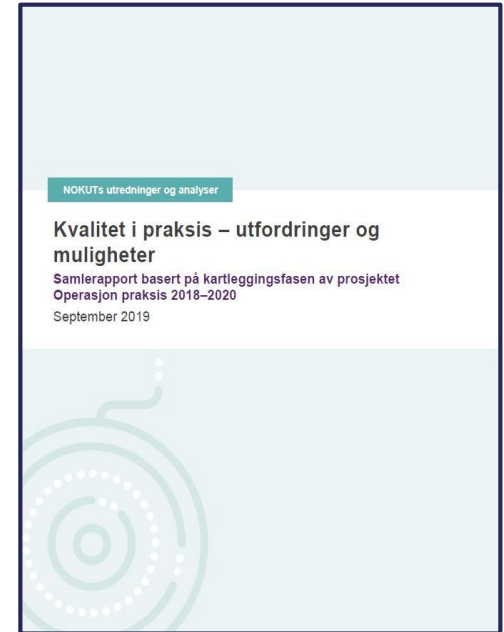 NOKUTs utredninger og analyser
Kvalitet i praksis – utfordringer og
muligheter
Samlerapport basert på kartleggingsfasen av prosjektet
Operasjon praksis 2018–2020
September 2019